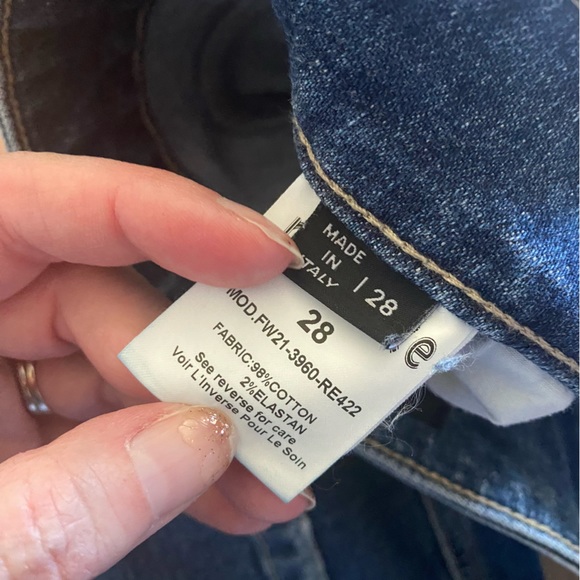 MADE
IN
ITALY
| 28
e
28
MOD.FW21-3960-RE422
FABRIC:98%COTTON
2%ELASTAN
See reverse for care
Voir L'inverse Pour Le Soin